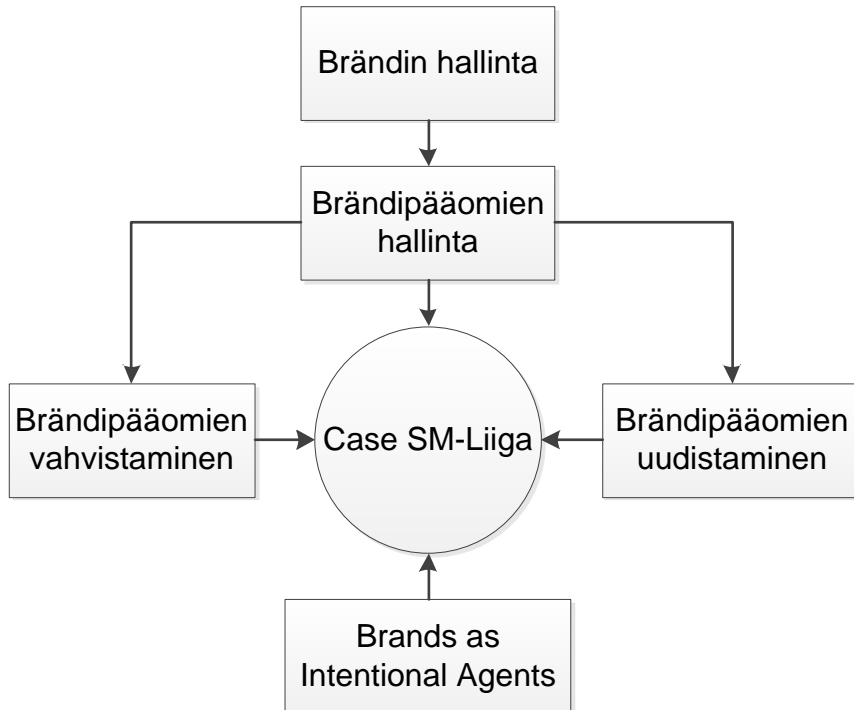 Brändin hallinta
Brändipääomien
hallinta
Brändipääomien
vahvistaminen
Case SM-Liiga
Brändipääomien
uudistaminen
Brands as
Intentional Agents